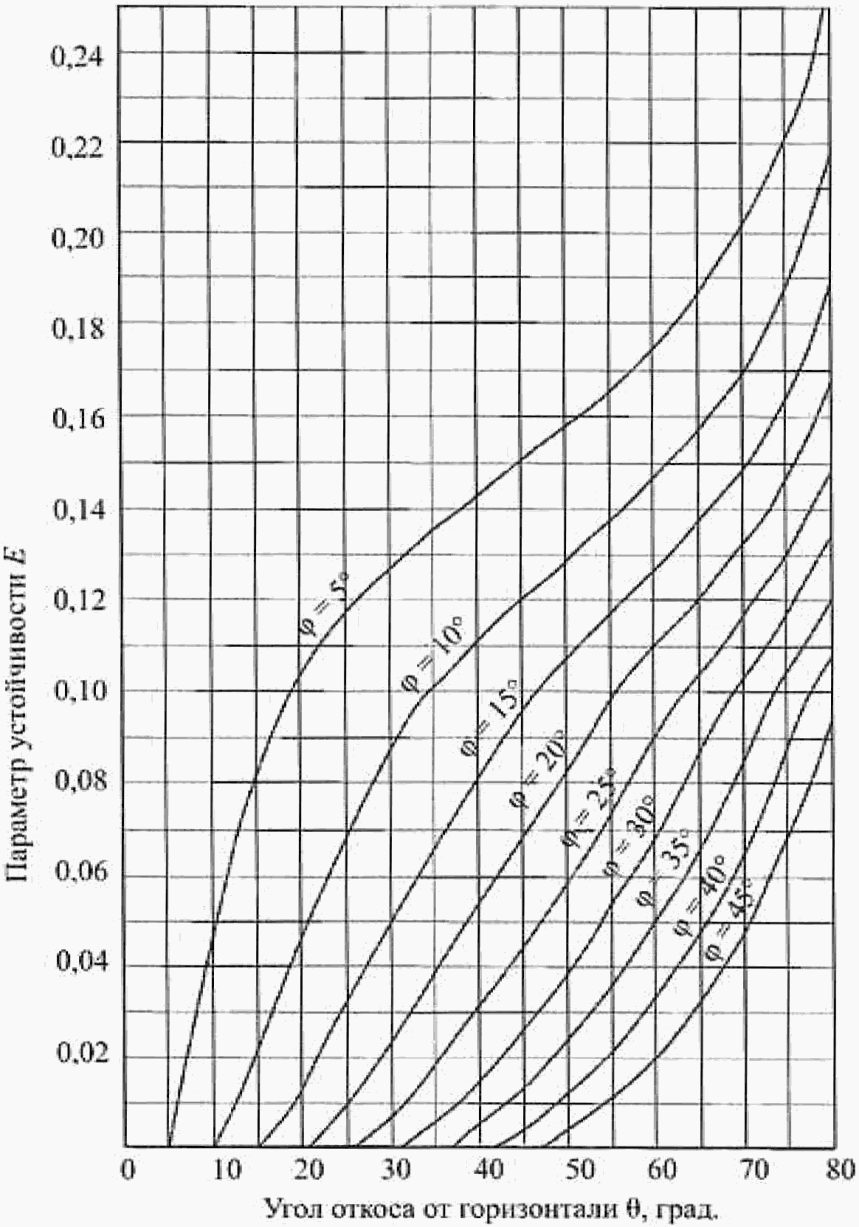 0,24
0,22
0,20
0,18
0,16
0,14
0,12
0,10
0,08
0.06
0,04
0,02
Параметр устойчивости E
φ = 5°
φ = 10°
φ = 15°
φ = 20°
φ = 25°
φ = 30°
φ = 35°
φ = 40°
φ = 45°
0 10 20 30 40 50 60 70 80
Угол откоса от горизонтали θ, град.